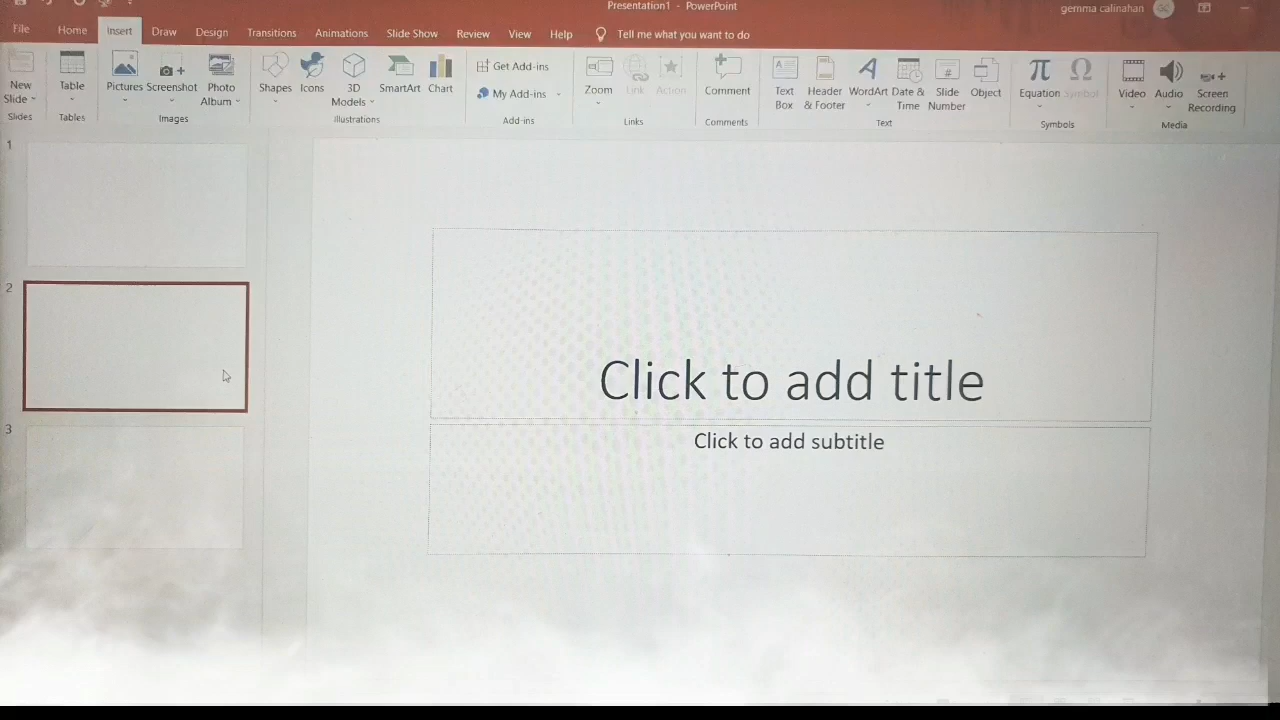 Presentation1 - PowerPoint
gemma calinahan
GC
File Home Insert Draw Design Transitions Animations Slide Show Review View Help Tell me what you want to do
New Slide
Table
Pictures
Screenshot
Photo Album
Shapes
Icons
3D Models
SmartArt
Chart
Get Add-ins
My Add-ins
Zoom
Link
Action
Comment
Text Box
Header & Footer
WordArt
Date & Time
Slide Number
Object
Equation
Symbol
Video
Audio
Screen Recording
Slides Tables Images Illustrations Add-ins Links Comments Text Symbols Media
1
2
3
Click to add title
Click to add subtitle